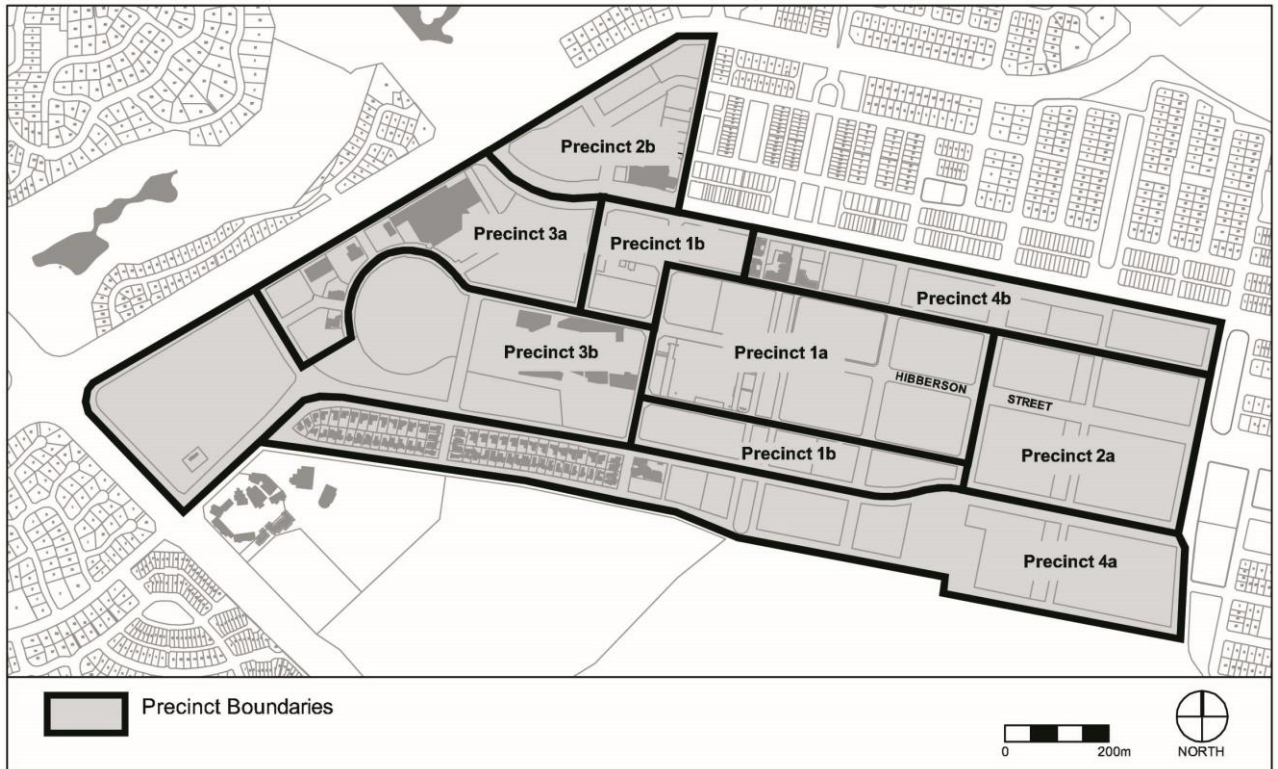 Precinct 2b
Precinct 3a
Precinct 1b
Precinct 4b
Precinct 3b
Precinct 1a
HIBBERSON
STREET
Precinct 1b
Precinct 2a
Precinct 4a
Precinct Boundaries
0 200m
NORTH